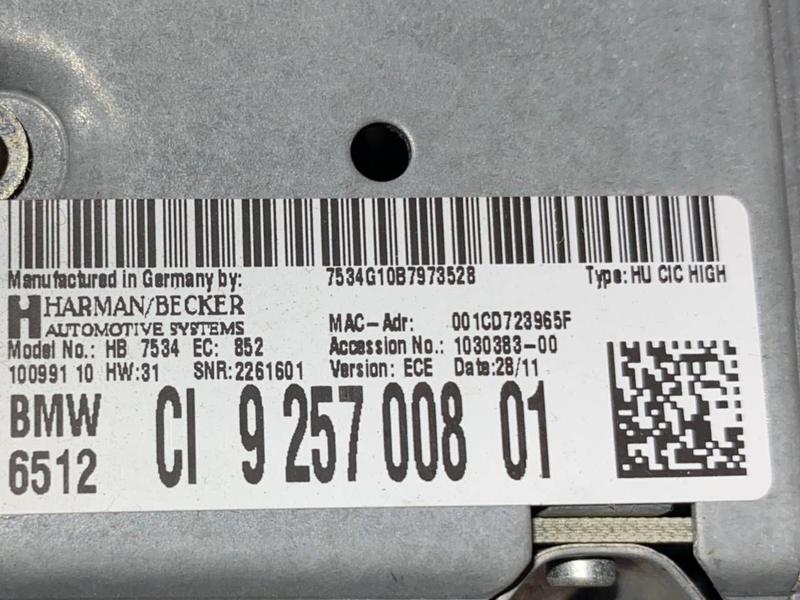 Manufactured in Germany by: 7534G10B7973528 Type: HU CIC HIGH
HARMAN/BECKER
AUTOMOTIVE SYSTEMS
MAC-Adr: 001CD723965F
Model No.: HB 7534 EC: 852 Accession No.: 1030383-00
100991 10 HW:31 SNR:2261601 Version: ECE Data:28/11
BMW
6512
CI 9 257 008 01